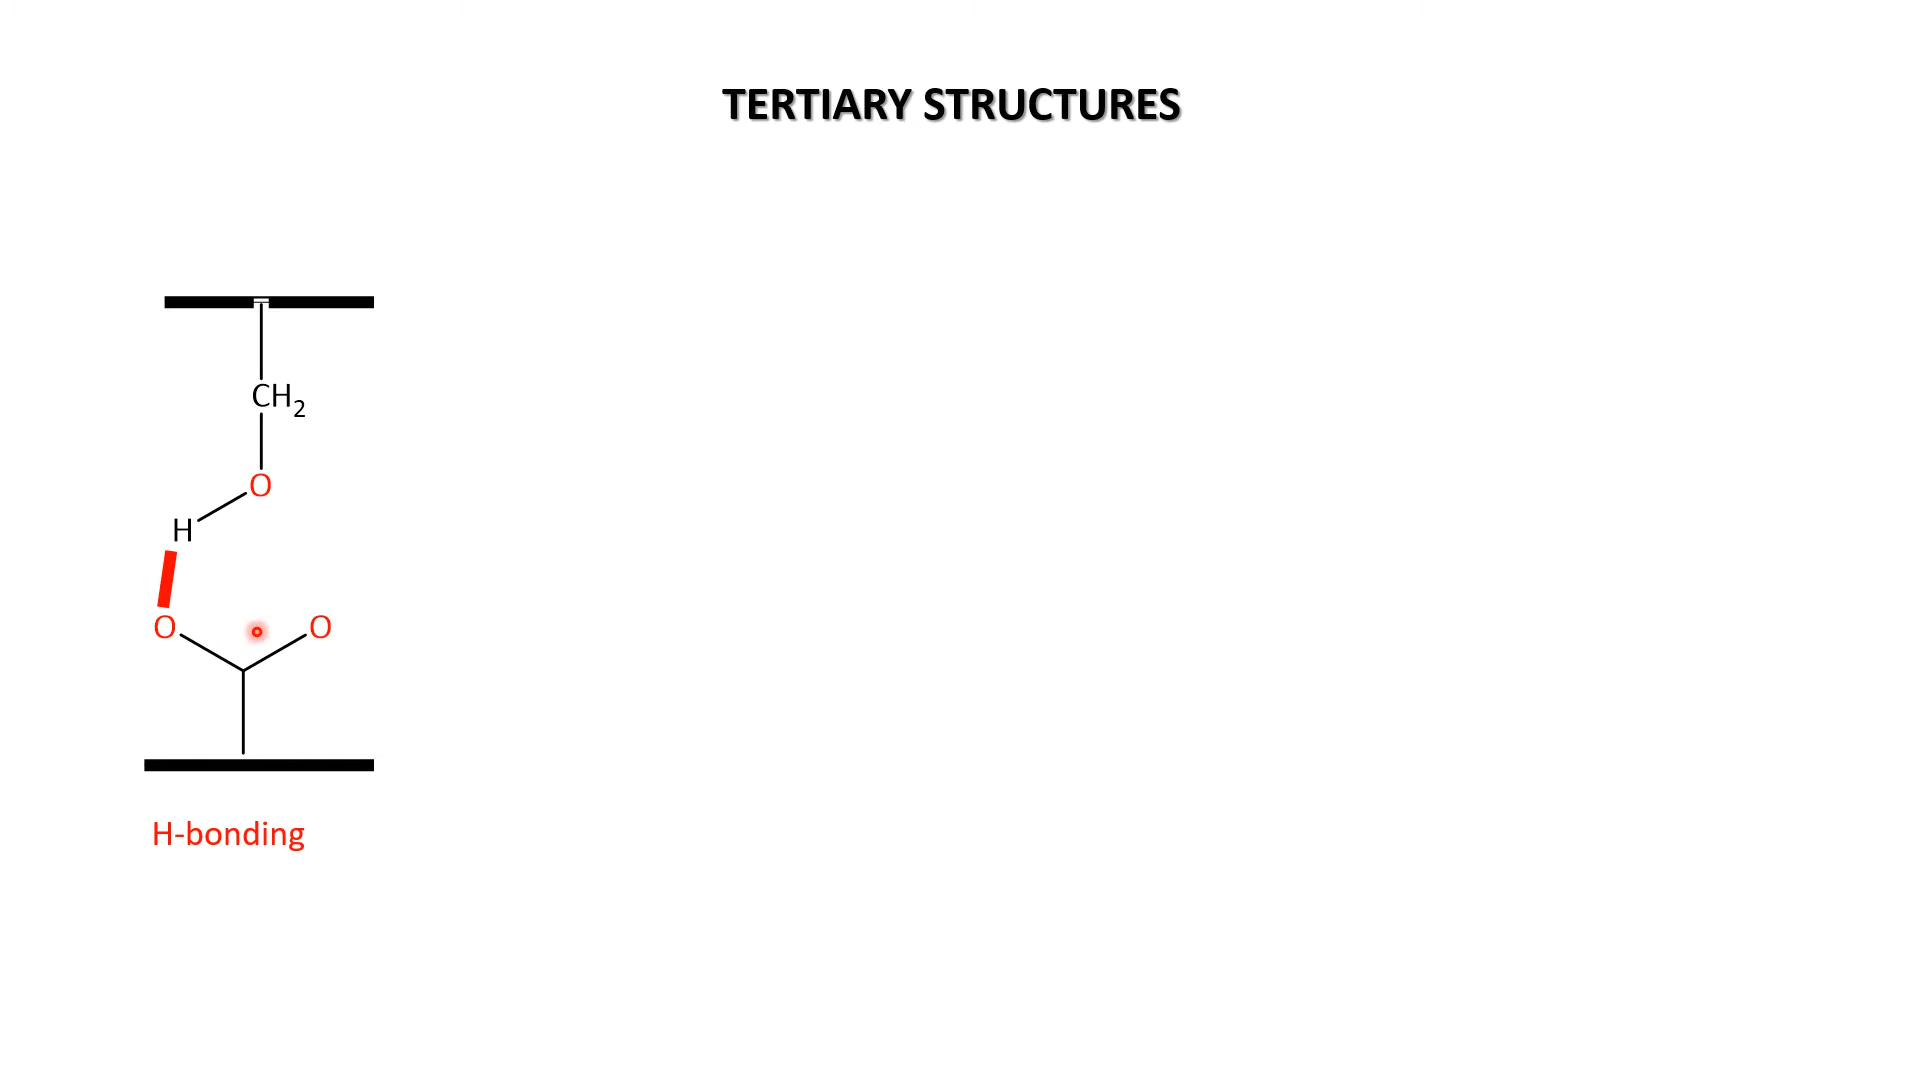 TERTIARY STRUCTURES
CH2
O
H
O O
H-bonding